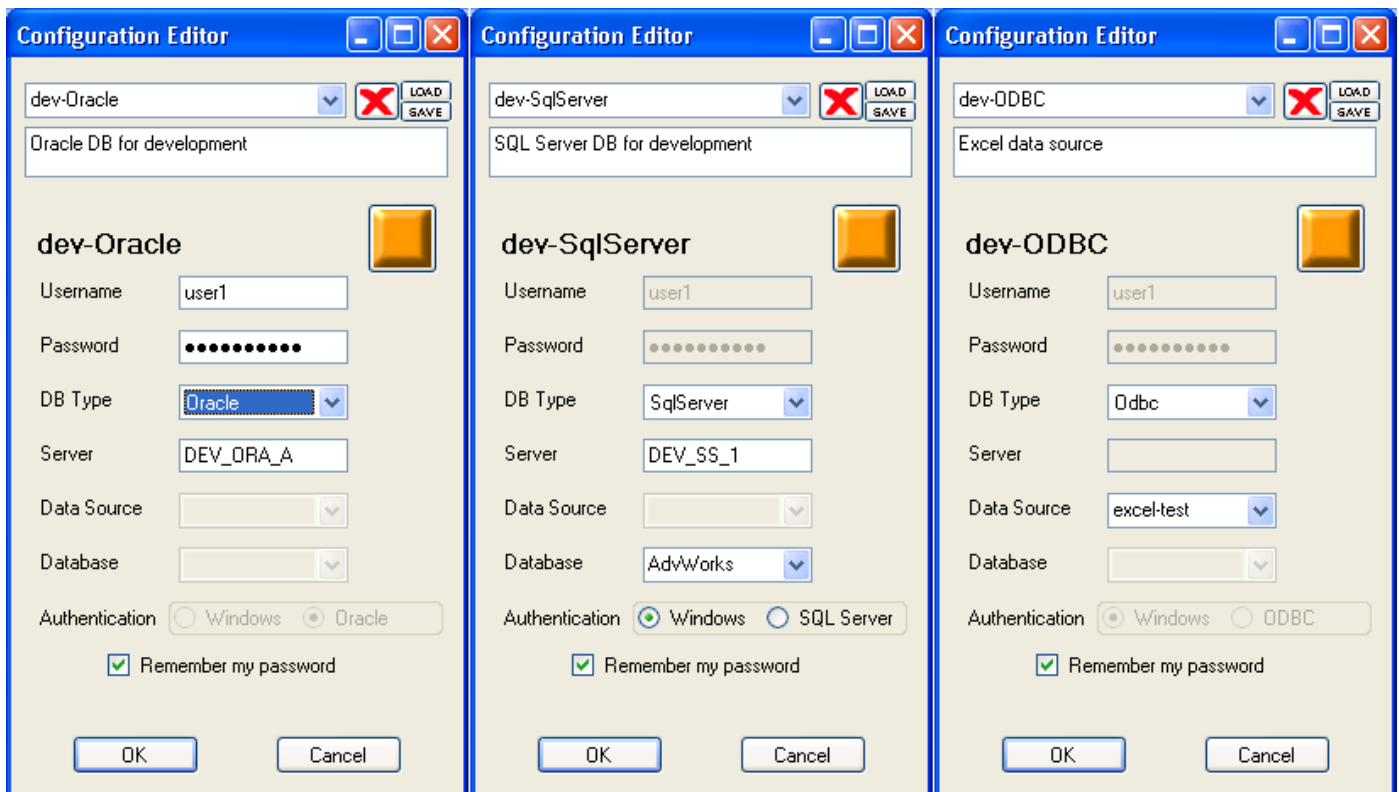 Configuration Editor
dev-Oracle
LOAD
SAVE
Oracle DB for development
dev-Oracle
Username user1
Password ●●●●●●●●●●
DB Type Oracle
Server DEV_ORA_A
Data Source
Database
Authentication Windows Oracle
Remember my password
OK Cancel
Configuration Editor
dev-SqlServer
LOAD
SAVE
SQL Server DB for development
dev-SqlServer
Username user1
Password ●●●●●●●●●●
DB Type SqlServer
Server DEV_SS_1
Data Source
Database AdvWorks
Authentication Windows SQL Server
Remember my password
OK Cancel
Configuration Editor
dev-ODBC
LOAD
SAVE
Excel data source
dev-ODBC
Username user1
Password ●●●●●●●●●●
DB Type Odbc
Server
Data Source excel-test
Database
Authentication Windows ODBC
Remember my password
OK Cancel